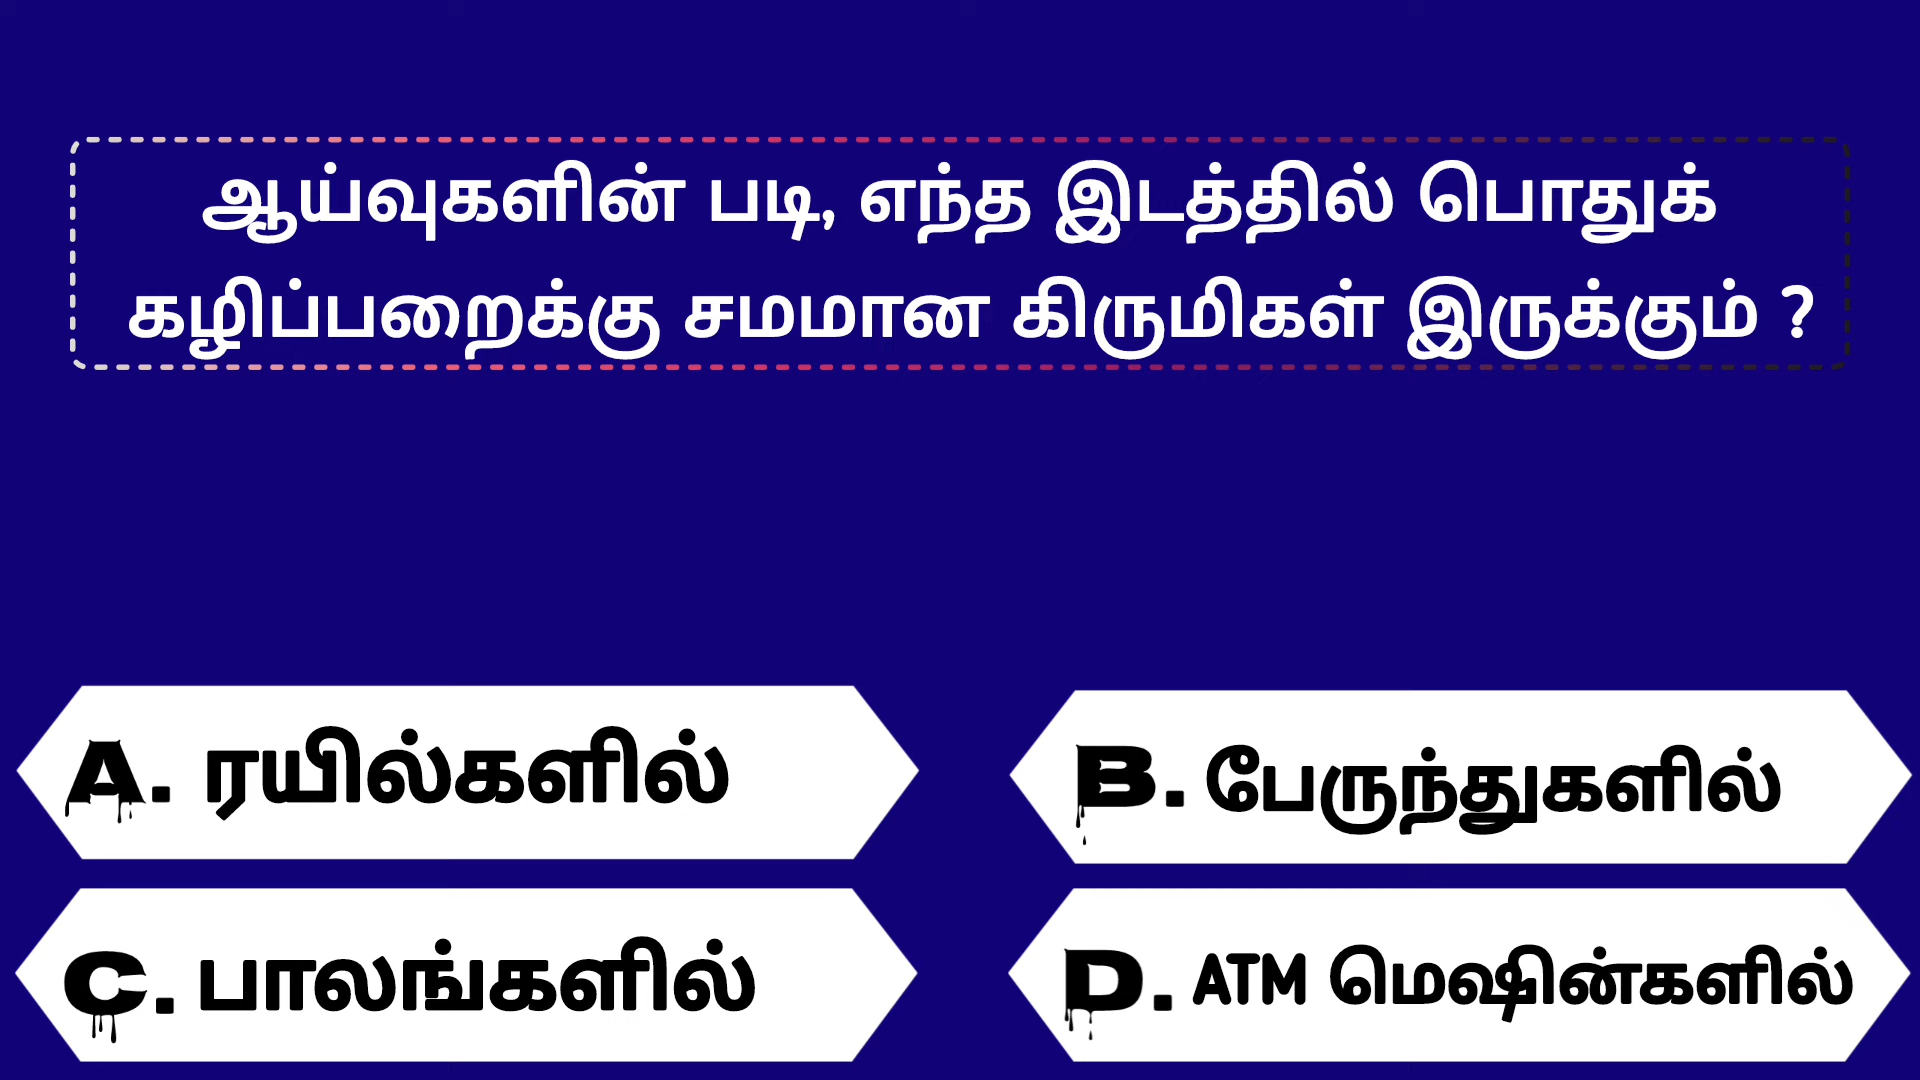 ஆய்வுகளின் படி, எந்த இடத்தில் பொதுக்
கழிப்பறைக்கு சமமான கிருமிகள் இருக்கும் ?
A. ரயில்களில்
B. பேருந்துகளில்
C. பாலங்களில்
D. ATM மெஷின்களில்